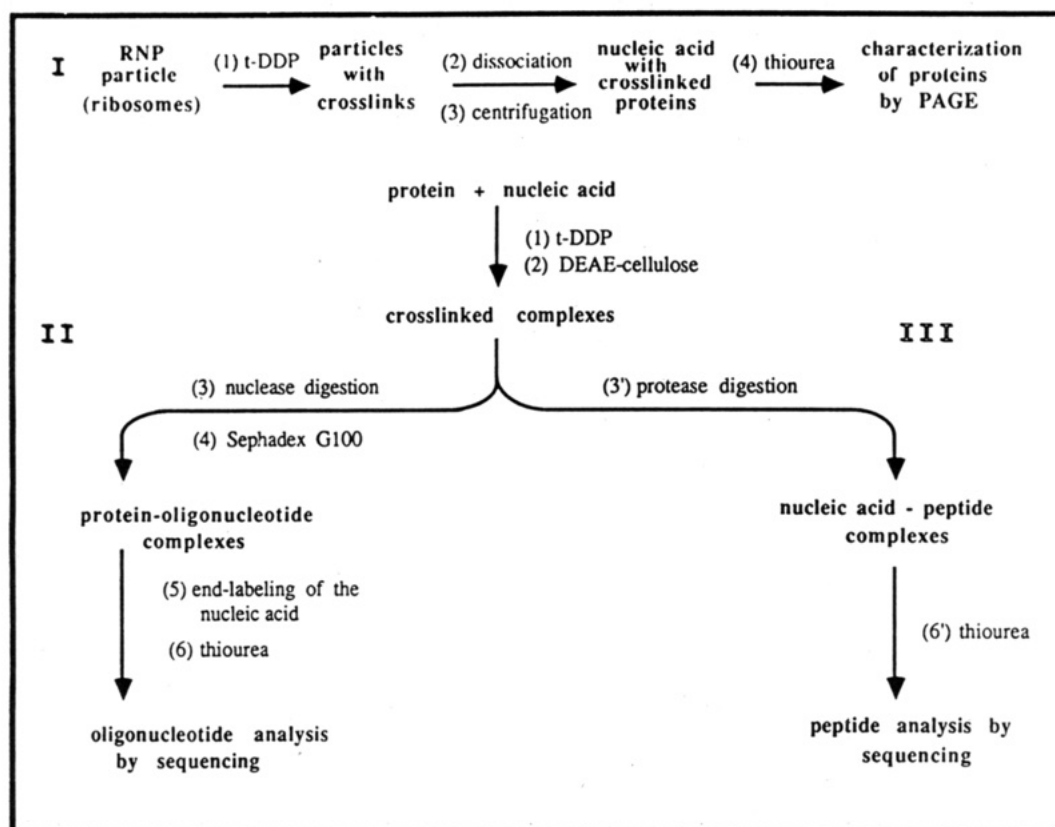 I
RNP
particle
(ribosomes)
(1) t-DDP
particles
with
crosslinks
(2) dissociation
(3) centrifugation
nucleic acid
with
crosslinked
proteins
(4) thiourea
characterization
of proteins
by PAGE
protein + nucleic acid
(1) t-DDP
(2) DEAE-cellulose
crosslinked complexes
II
III
(3) nuclease digestion
(4) Sephadex G100
(3') protease digestion
protein-oligonucleotide
complexes
nucleic acid - peptide
complexes
(5) end-labeling of the
nucleic acid
(6) thiourea
(6') thiourea
oligonucleotide analysis
by sequencing
peptide analysis by
sequencing